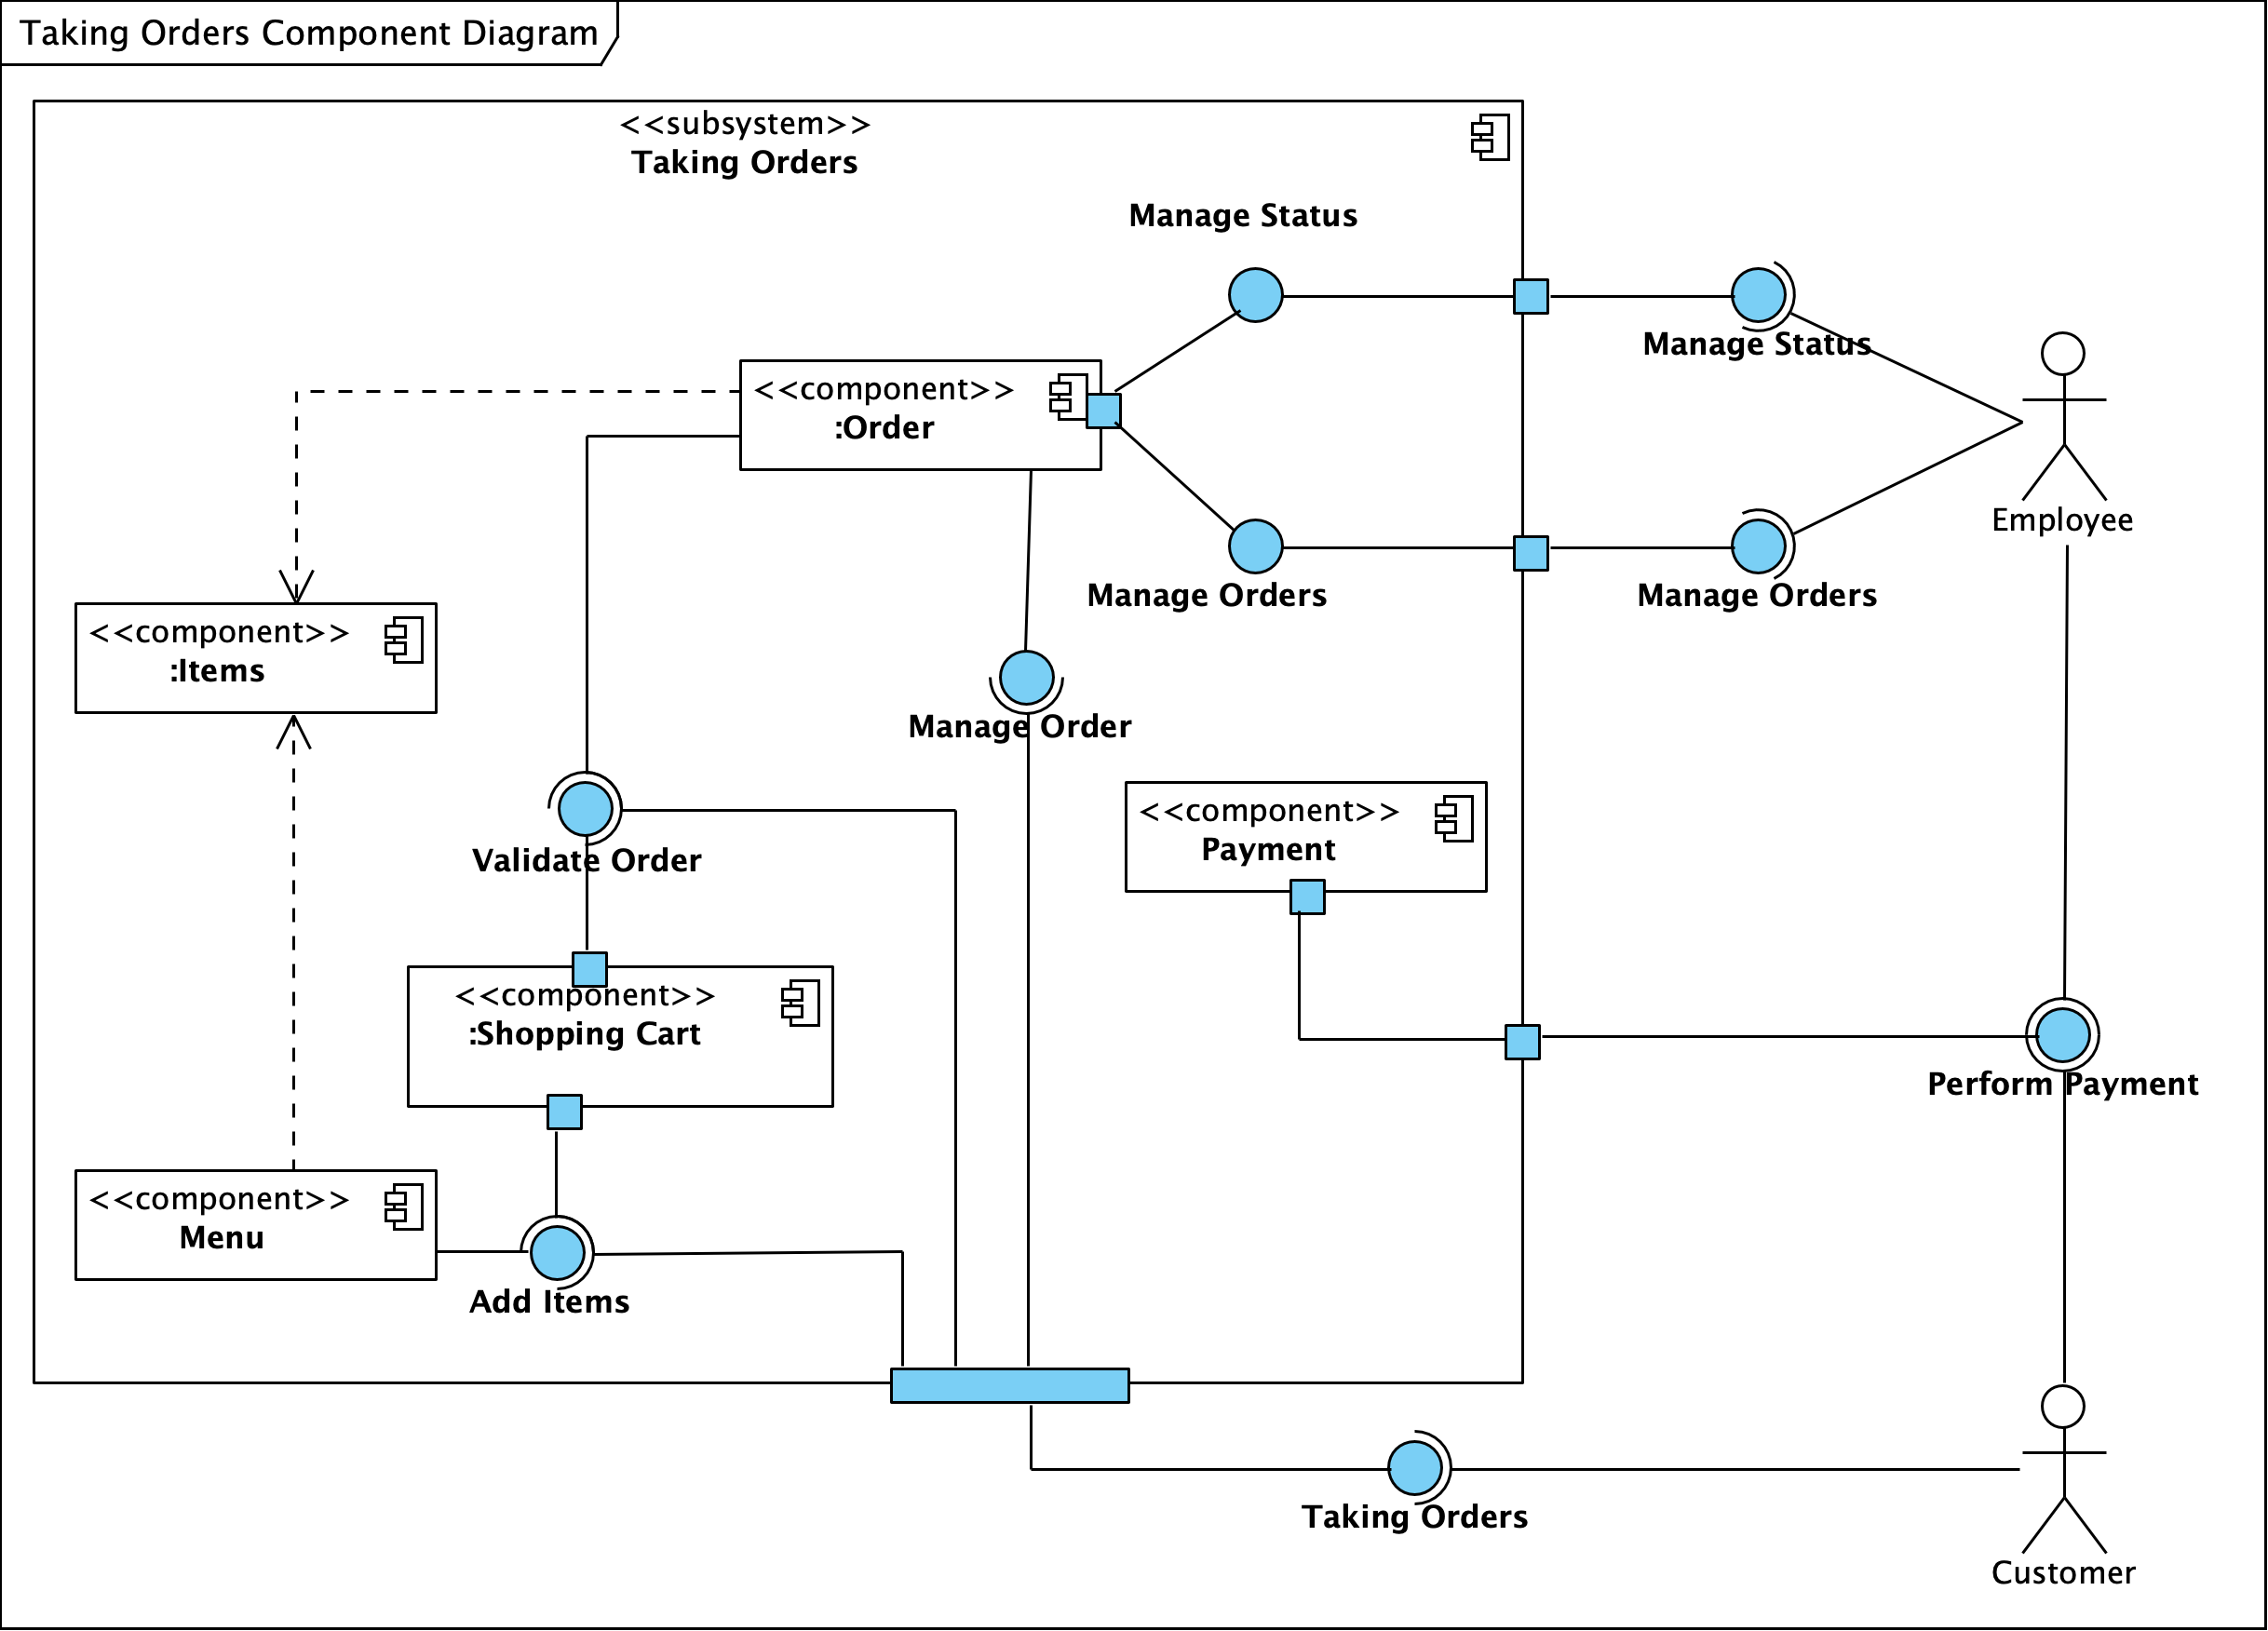 Taking Orders Component Diagram
<<subsystem>>
Taking Orders
Manage Status
Manage Status
<<component>>
:Order
Employee
Manage Orders
Manage Orders
<<component>>
:Items
Manage Order
<<component>>
Payment
Validate Order
<<component>>
:Shopping Cart
Perform Payment
<<component>>
Menu
Add Items
Taking Orders
Customer